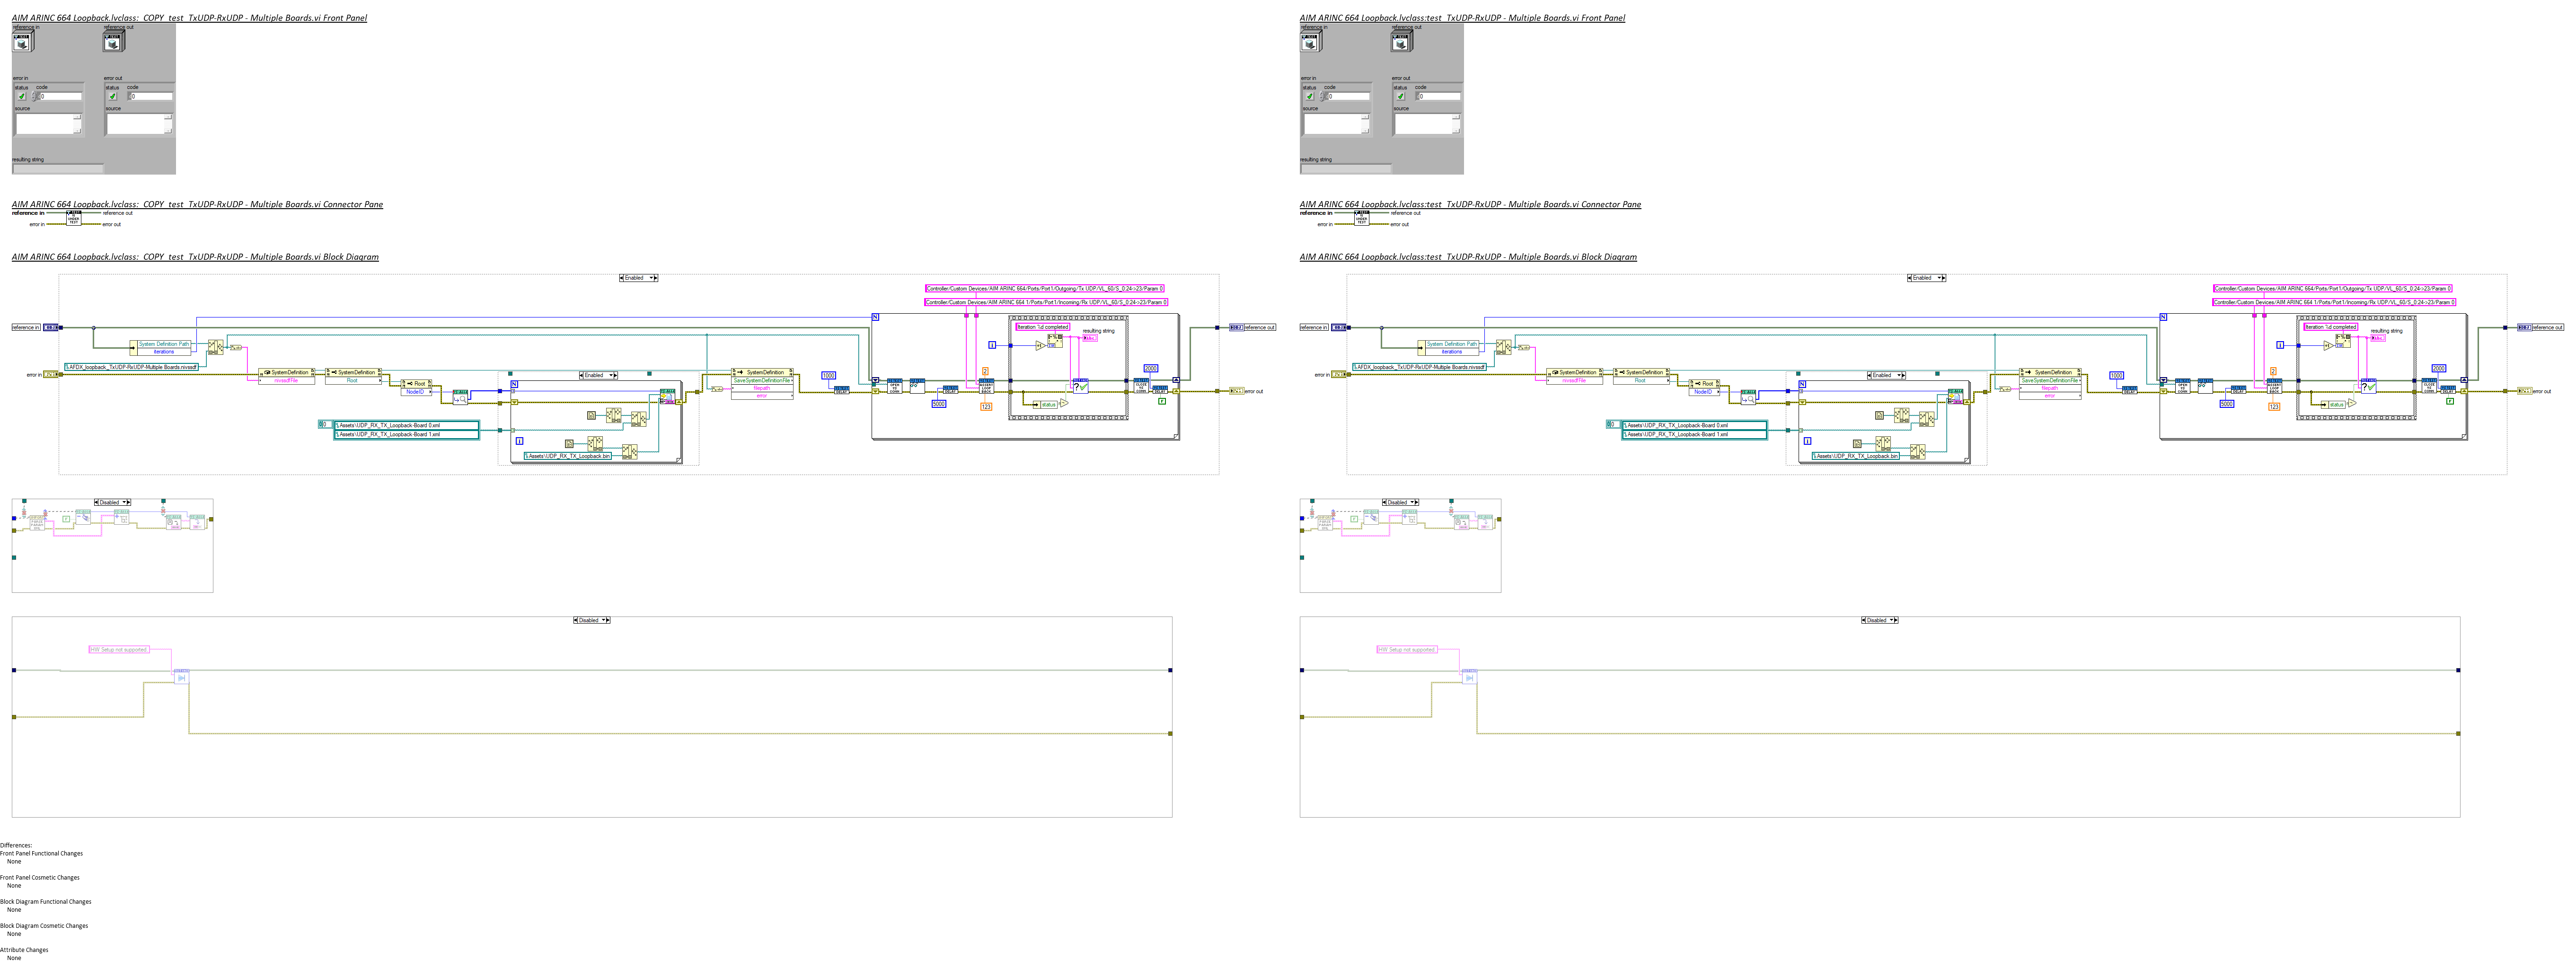 AIM ARINC 664 Loopback.lvclass:_COPY_test_TxUDP-RxUDP - Multiple Boards.vi Front Panel
reference in
reference out
error in
error out
status
code
status
code
0
0
source
source
resulting string
AIM ARINC 664 Loopback.lvclass:_COPY_test_TxUDP-RxUDP - Multiple Boards.vi Connector Pane
reference in
reference out
error in
error out
AIM ARINC 664 Loopback.lvclass:_COPY_test_TxUDP-RxUDP - Multiple Boards.vi Block Diagram
Enabled
Controller/Custom Devices/AIM ARINC 664/Ports/Port1/Outgoing/Tx UDP/VL_60/S_0:24->23/Param 0
Controller/Custom Devices/AIM ARINC 664 1/Ports/Port1/Incoming/Rx UDP/VL_60/S_0:24->23/Param 0
reference in
N
Iteration %d completed
resulting string
reference out
System Definition Path
iterations
i
\AFDX_loopback_TxUDP-RxUDP-Multiple Boards.nivssdf
error in
SystemDefinition
nivssdfFile
SystemDefinition
Root
Root
NodeID
Enabled
N
SystemDefinition
SaveSystemDefinitionFile
Filepath
error
1000
5000
2
123
status
2000
F
error out
0
\Assets\UDP_RX_TX_Loopback-Board 0.xml
\Assets\UDP_RX_TX_Loopback-Board 1.xml
i
\Assets\UDP_RX_TX_Loopback.bin
Disabled
Disabled
HW Setup not supported
Differences:
Front Panel Functional Changes
None
Front Panel Cosmetic Changes
None
Block Diagram Functional Changes
None
Block Diagram Cosmetic Changes
None
Attribute Changes
None
AIM ARINC 664 Loopback.lvclass:test_TxUDP-RxUDP - Multiple Boards.vi Front Panel
reference in
reference out
error in
error out
status
code
status
code
0
0
source
source
resulting string
AIM ARINC 664 Loopback.lvclass:test_TxUDP-RxUDP - Multiple Boards.vi Connector Pane
reference in
reference out
error in
error out
AIM ARINC 664 Loopback.lvclass:test_TxUDP-RxUDP - Multiple Boards.vi Block Diagram
Enabled
Controller/Custom Devices/AIM ARINC 664/Ports/Port1/Outgoing/Tx UDP/VL_60/S_0:24->23/Param 0
Controller/Custom Devices/AIM ARINC 664 1/Ports/Port1/Incoming/Rx UDP/VL_60/S_0:24->23/Param 0
reference in
N
Iteration %d completed
resulting string
reference out
System Definition Path
iterations
i
\AFDX_loopback_TxUDP-RxUDP-Multiple Boards.nivssdf
error in
SystemDefinition
nivssdfFile
SystemDefinition
Root
Root
NodeID
Enabled
N
SystemDefinition
SaveSystemDefinitionFile
Filepath
error
1000
5000
2
123
status
2000
F
error out
0
\Assets\UDP_RX_TX_Loopback-Board 0.xml
\Assets\UDP_RX_TX_Loopback-Board 1.xml
i
\Assets\UDP_RX_TX_Loopback.bin
Disabled
Disabled
HW Setup not supported